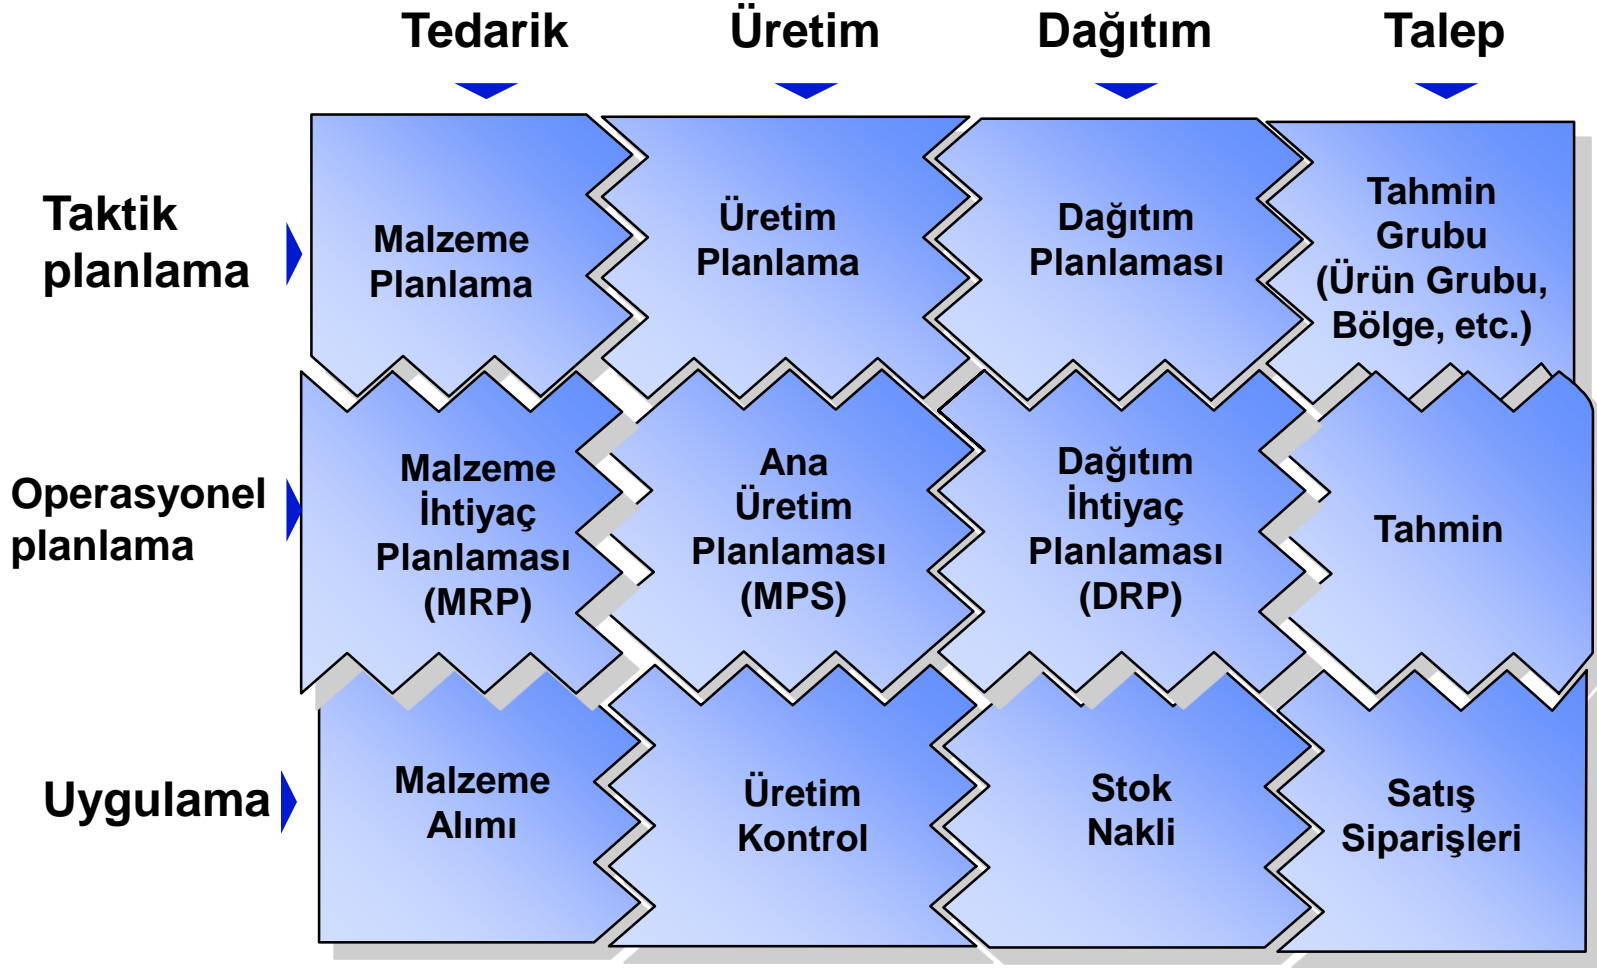 Tedarik
Üretim
Dağıtım
Talep
Taktik
planlama
Malzeme
Planlama
Üretim
Planlama
Dağıtım
Planlaması
Tahmin
Grubu
(Ürün Grubu,
Bölge, etc.)
Operasyonel
planlama
Malzeme
İhtiyaç
Planlaması
(MRP)
Ana
Üretim
Planlaması
(MPS)
Dağıtım
İhtiyaç
Planlaması
(DRP)
Tahmin
Uygulama
Malzeme
Alımı
Üretim
Kontrol
Stok
Nakli
Satış
Siparişleri